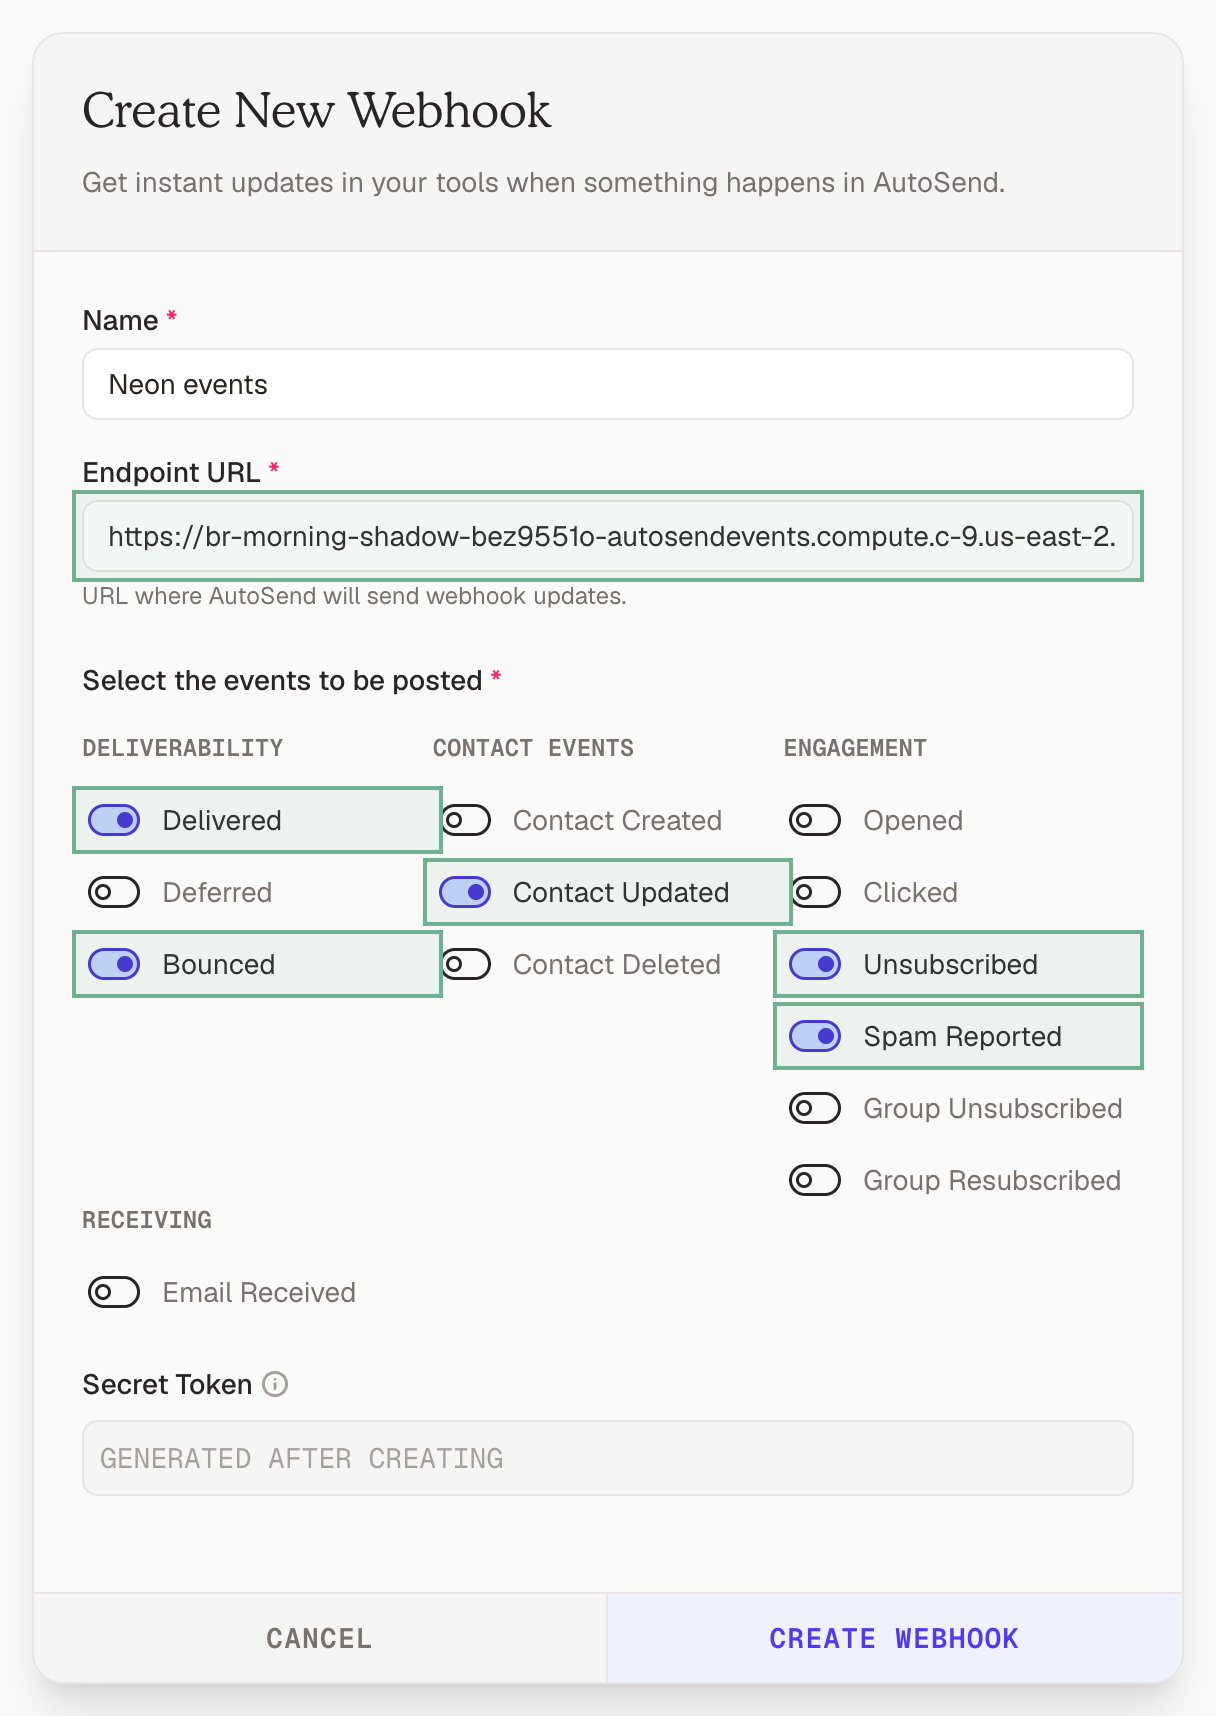 Create New Webhook
Get instant updates in your tools when something happens in AutoSend.
Name *
Neon events
Endpoint URL *
https://br-morning-shadow-bez9551o-autosendevents.compute.c-9.us-east-2.
URL where AutoSend will send webhook updates.
Select the events to be posted *
DELIVERABILITY
Delivered
Deferred
Bounced
CONTACT EVENTS
Contact Created
Contact Updated
Contact Deleted
ENGAGEMENT
Opened
Clicked
Unsubscribed
Spam Reported
Group Unsubscribed
Group Resubscribed
RECEIVING
Email Received
Secret Token
GENERATED AFTER CREATING
CANCEL
CREATE WEBHOOK